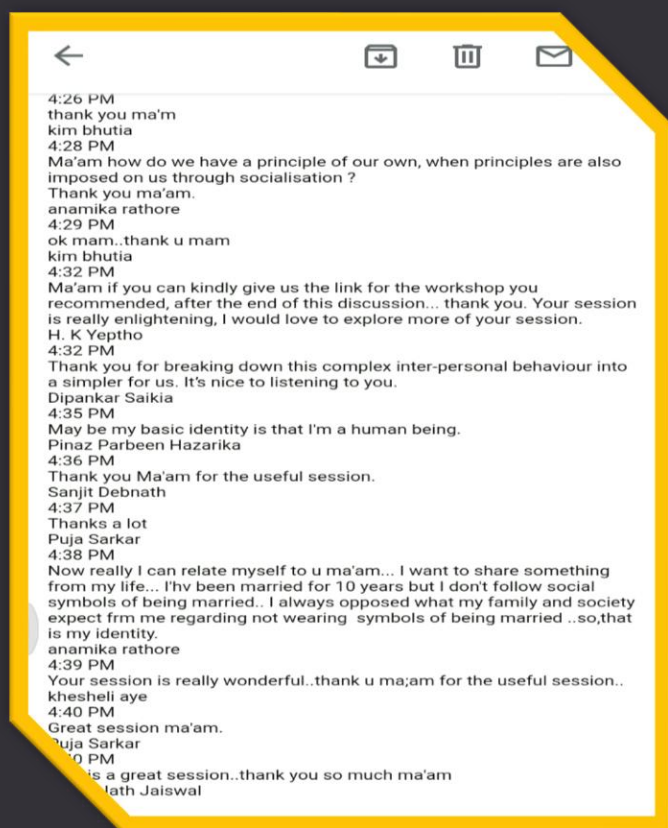 4:26 PM
thank you ma'm
kim bhutia
4:28 PM
Ma'am how do we have a principle of our own, when principles are also
imposed on us through socialisation ?
Thank you ma'am.
anamika rathore
4:29 PM
ok mam..thank u mam
kim bhutia
4:32 PM
Ma'am if you can kindly give us the link for the workshop you
recommended, after the end of this discussion... thank you. Your session
is really enlightening, I would love to explore more of your session.
H. K Yeptho
4:32 PM
Thank you for breaking down this complex inter-personal behaviour into
a simpler for us. It's nice to listening to you.
Dipankar Saikia
4:35 PM
May be my basic identity is that I'm a human being.
Pinaz Parbeen Hazarika
4:36 PM
Thank you Ma'am for the useful session.
Sanjit Debnath
4:37 PM
Thanks a lot
Puja Sarkar
4:38 PM
Now really I can relate myself to u ma'am... I want to share something
from my life... I'hv been married for 10 years but I don't follow social
symbols of being married.. I always opposed what my family and society
expect frm me regarding not wearing symbols of being married ..so,that
is my identity.
anamika rathore
4:39 PM
Your session is really wonderful..thank u ma;am for the useful session..
khesheli aye
4:40 PM
Great session ma'am.
Puja Sarkar
PM
is a great session..thank you so much ma'am
Jaiswal